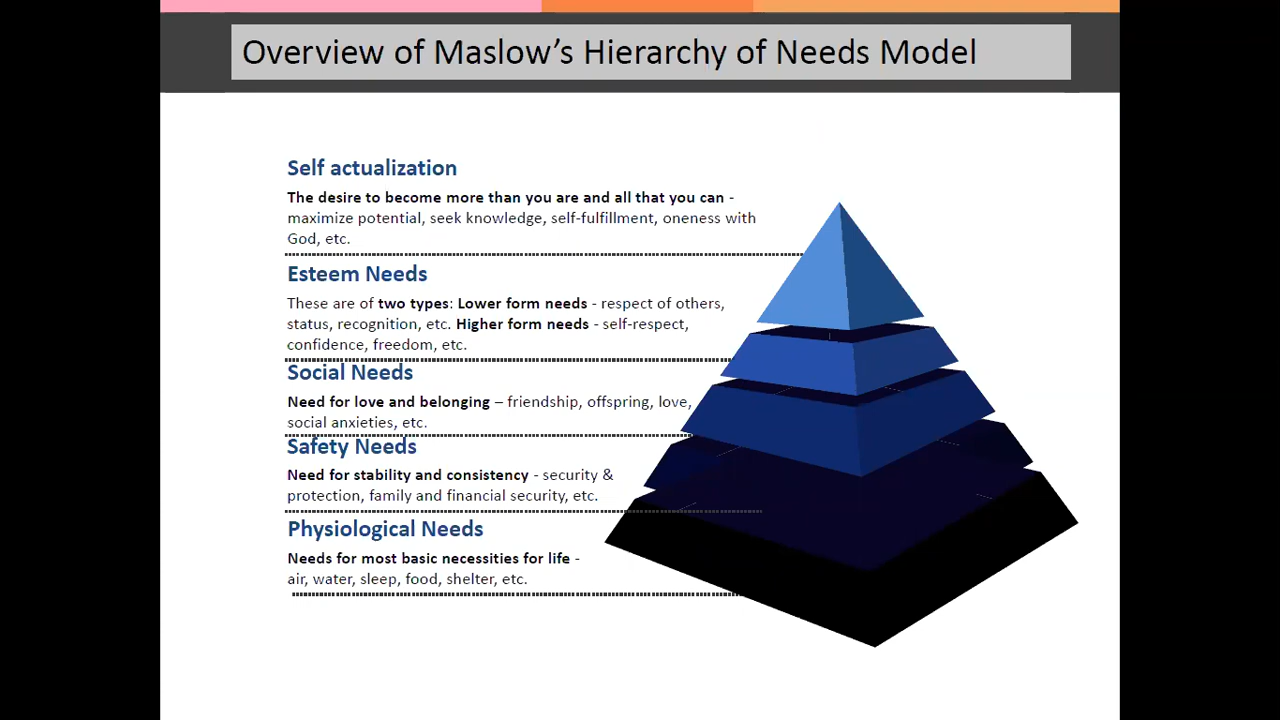 Overview of Maslow’s Hierarchy of Needs Model
Self actualization
The desire to become more than you are and all that you can -
maximize potential, seek knowledge, self-fulfillment, oneness with
God, etc.
Esteem Needs
These are of two types: Lower form needs - respect of others,
status, recognition, etc. Higher form needs - self-respect,
confidence, freedom, etc.
Social Needs
Need for love and belonging – friendship, offspring, love,
social anxieties, etc.
Safety Needs
Need for stability and consistency - security &
protection, family and financial security, etc.
Physiological Needs
Needs for most basic necessities for life -
air, water, sleep, food, shelter, etc.